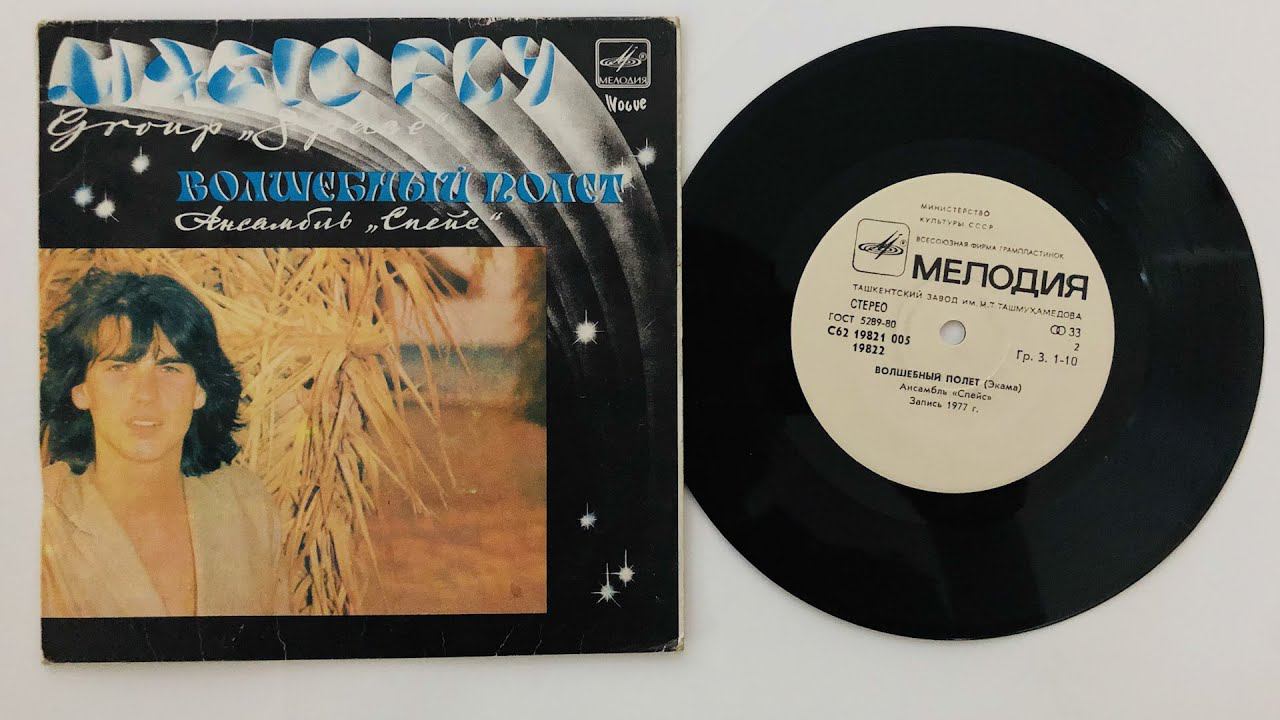 MAGIC FLY
МЕЛОДИЯ
Vogue
Group „Space“
ВОЛШЕБНЫЙ ПОЛЕТ
Ансамбль „Спейс“
МИНИСТЕРСТВО
КУЛЬТУРЫ СССР
ВСЕСОЮЗНАЯ ФИРМА ГРАМПЛАСТИНОК
МЕЛОДИЯ
ТАШКЕНТСКИЙ ЗАВОД ИМ. М.Т. ТАШМУХАМЕДОВА
СТЕРЕО
ГОСТ 5289-80
33
С62 19821 005
2
19822
Гр. 3. 1-10
ВОЛШЕБНЫЙ ПОЛЕТ (Экама)
Ансамбль «Спейс»
Запись 1977 г.